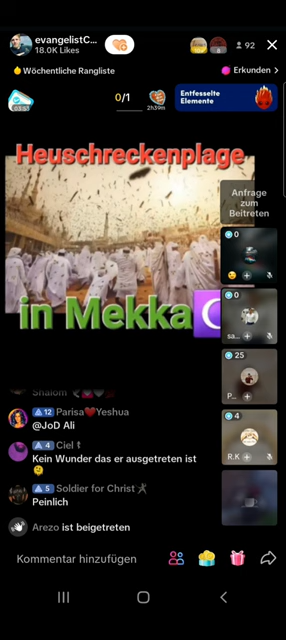 evangelistC...
18.0K Likes
92
Wöchentliche Rangliste
Erkunden >
0/1
2h39m
Entfesselte
Elemente
Heuschreckenplage
Anfrage
zum
Beitreten
in Mekka
0
0
sa...
25
P...
4
R.K
Shalom
12 Parisa❤️Yeshua
@JoD Ali
4 Ciel
Kein Wunder das er ausgetreten ist
🫠
5 Soldier for Christ
Peinlich
Arezo ist beigetreten
Kommentar hinzufügen